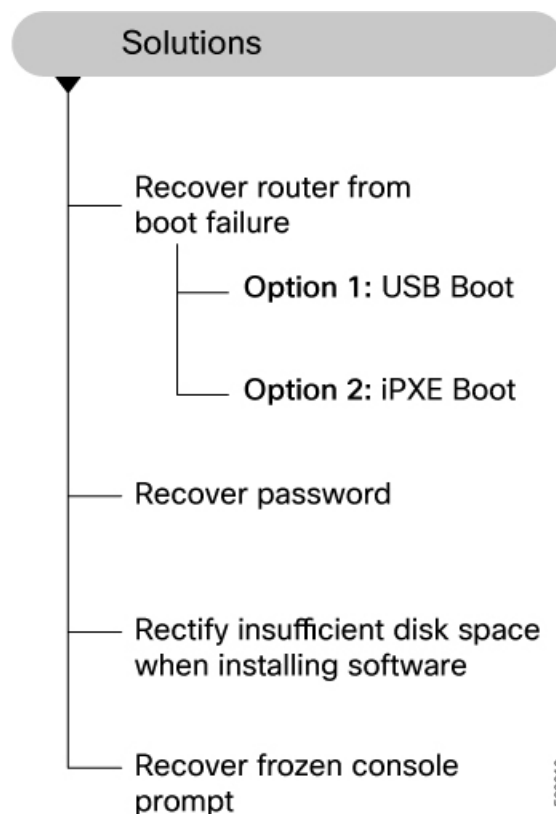 Solutions
Recover router from
boot failure
Option 1: USB Boot
Option 2: iPXE Boot
Recover password
Rectify insufficient disk space
when installing software
Recover frozen console
prompt